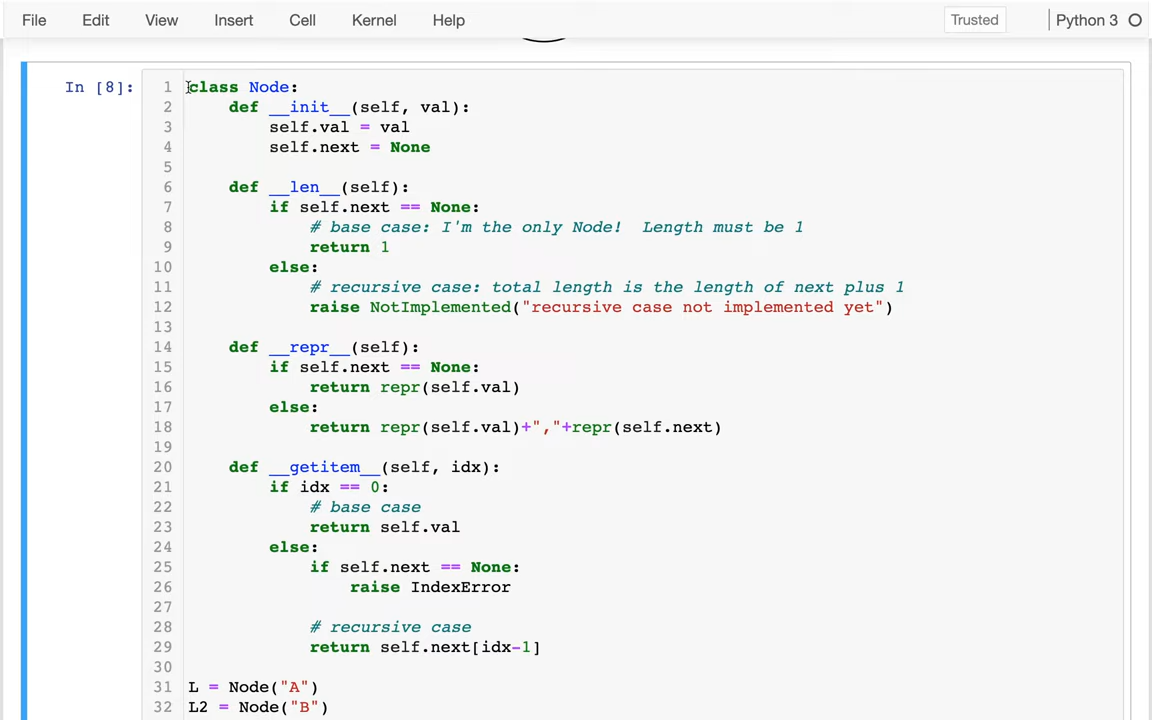 File Edit View Insert Cell Kernel Help Trusted Python 3
In [8]:
1 class Node:
2     def __init__(self, val):
3         self.val = val
4         self.next = None
5
6     def __len__(self):
7         if self.next == None:
8             # base case: I'm the only Node!  Length must be 1
9             return 1
10         else:
11             # recursive case: total length is the length of next plus 1
12             raise NotImplemented("recursive case not implemented yet")
13
14     def __repr__(self):
15         if self.next == None:
16             return repr(self.val)
17         else:
18             return repr(self.val)+","+repr(self.next)
19
20     def __getitem__(self, idx):
21         if idx == 0:
22             # base case
23             return self.val
24         else:
25             if self.next == None:
26                 raise IndexError
27
28             # recursive case
29             return self.next[idx-1]
30
31 L = Node("A")
32 L2 = Node("B")